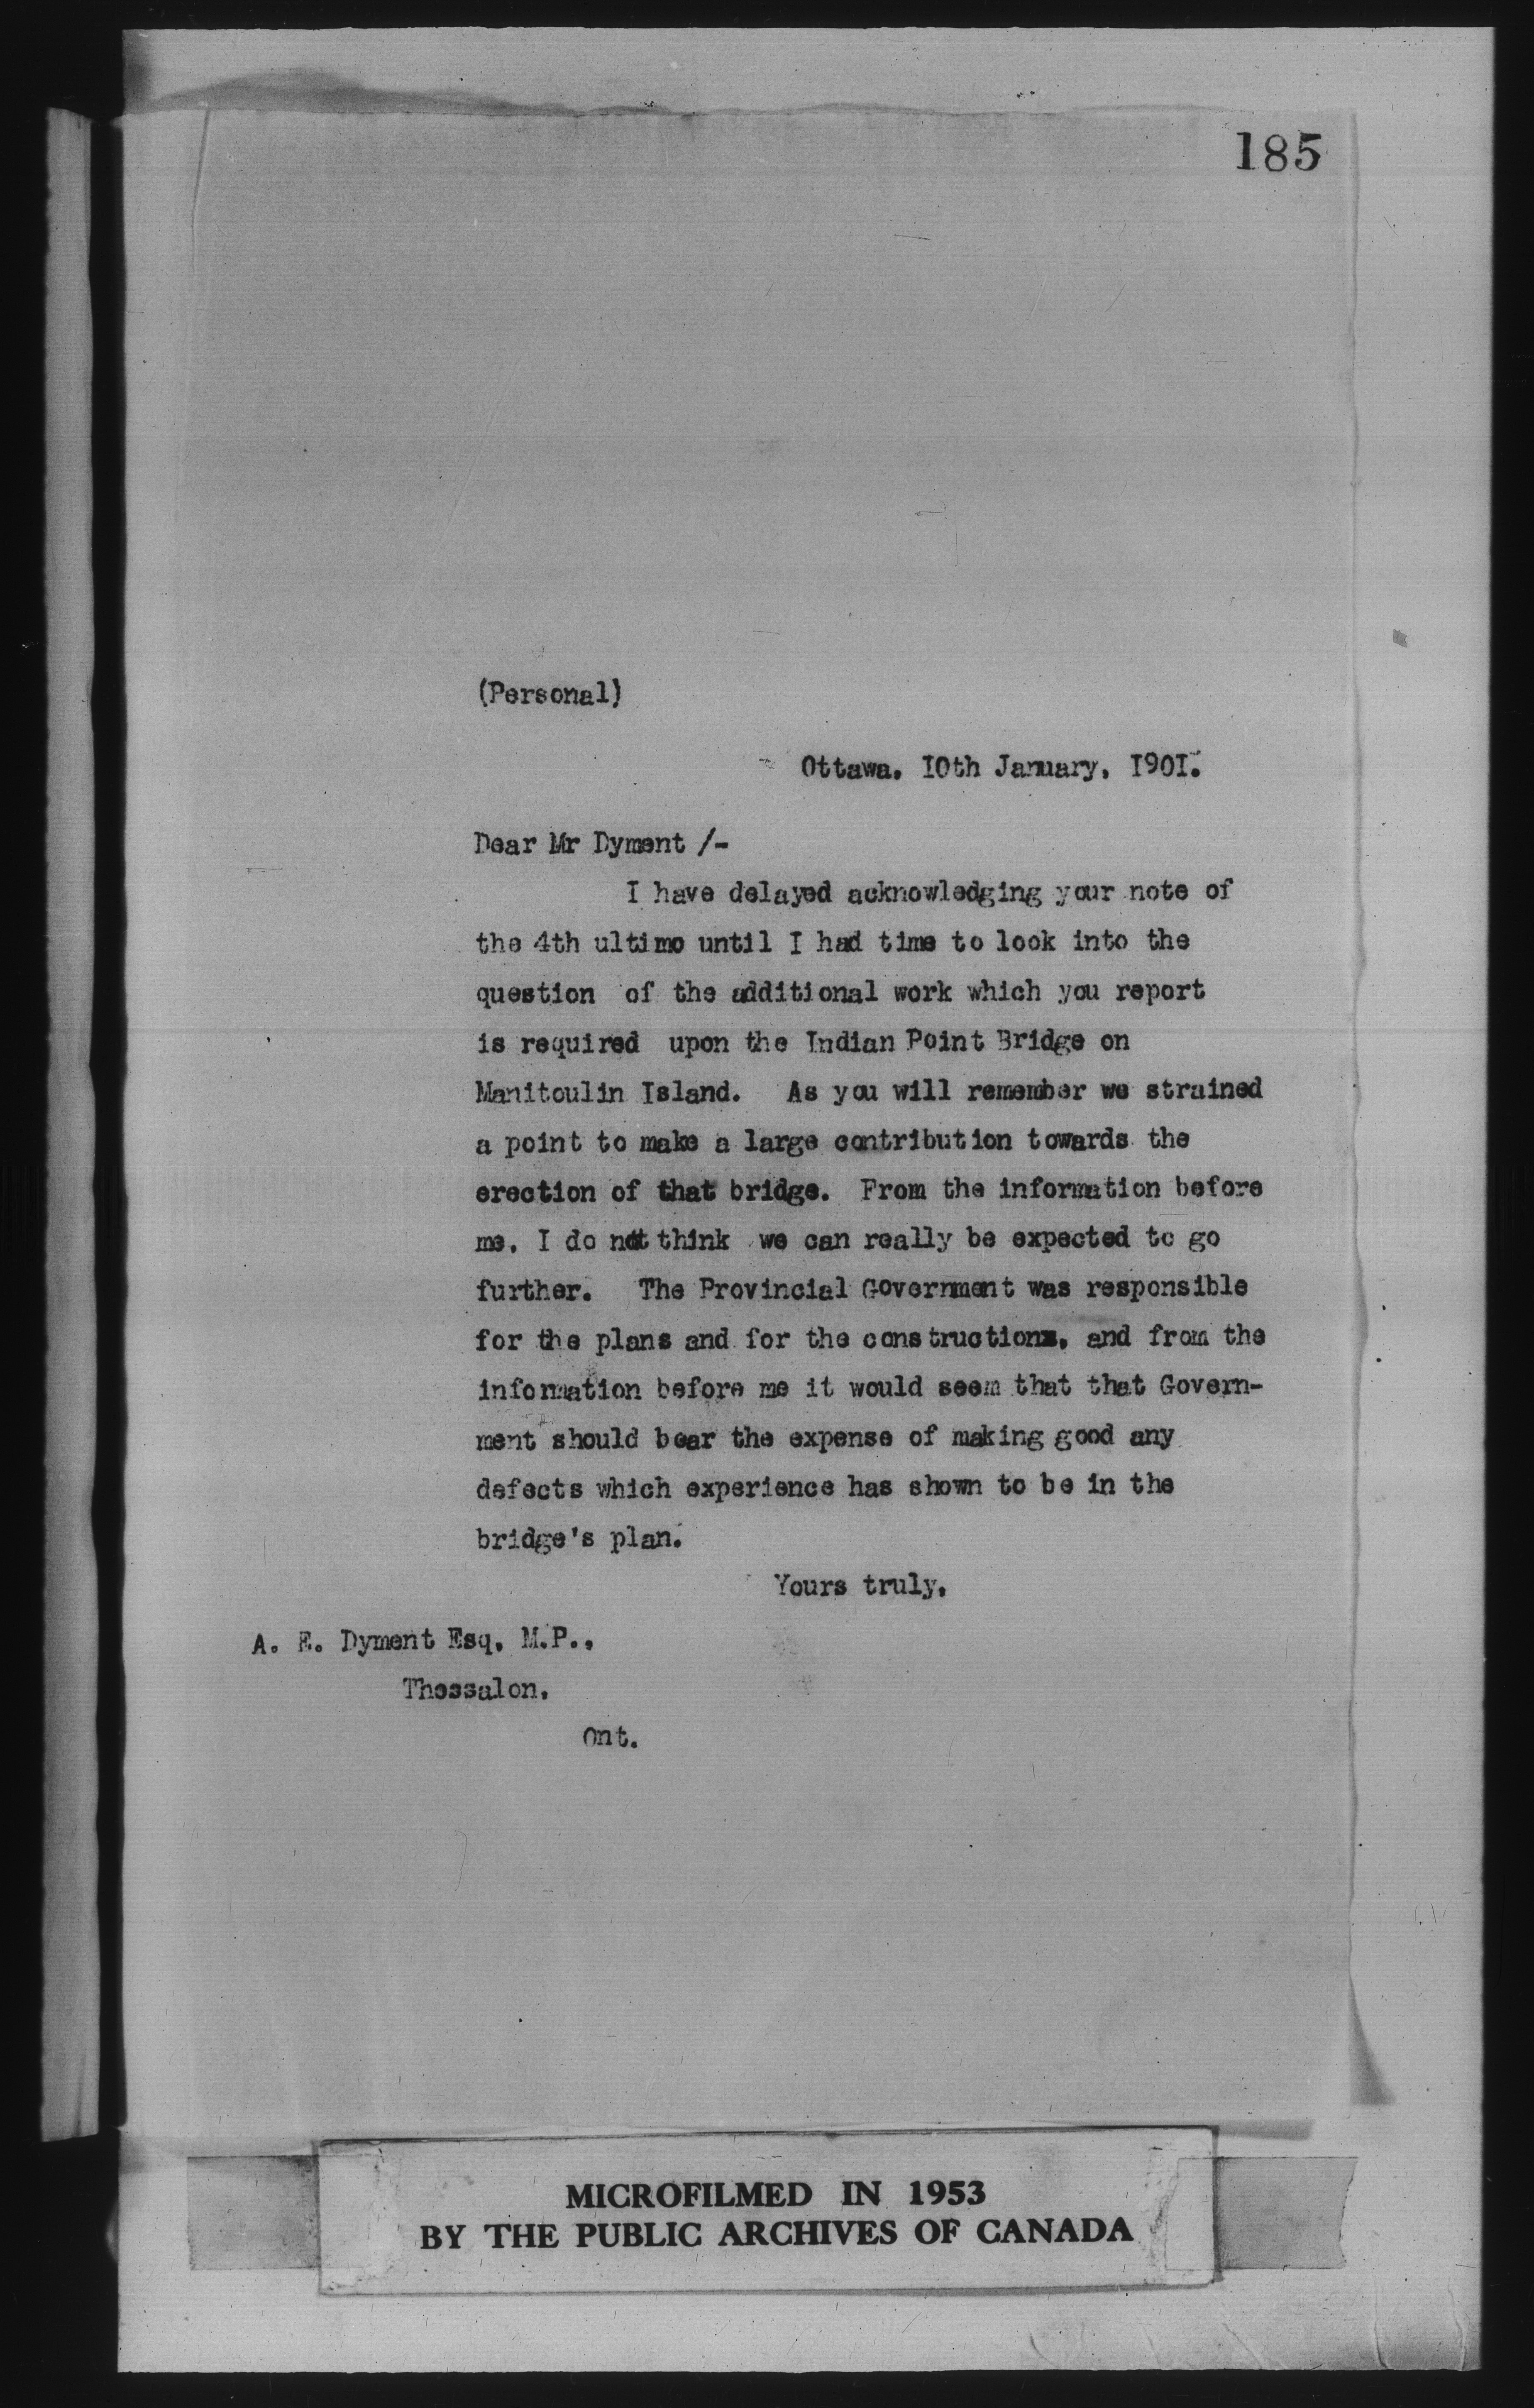 185
(Personal)
Ottawa, 10th January, 1901.
Dear Mr Dyment /-
I have delayed acknowledging your note of
the 4th ultimo until I had time to look into the
question of the additional work which you report
is required upon the Indian Point Bridge on
Manitoulin Island. As you will remember we strained
a point to make a large contribution towards the
erection of that bridge. From the information before
me, I do not think we can really be expected to go
further. The Provincial Government was responsible
for the plans and for the construction, and from the
information before me it would seem that that Govern-
ment should bear the expense of making good any
defects which experience has shown to be in the
bridge's plan.
Yours truly,
A. E. Dyment Esq. M.P.,
Thessalon,
Ont.
MICROFILMED IN 1953
BY THE PUBLIC ARCHIVES OF CANADA